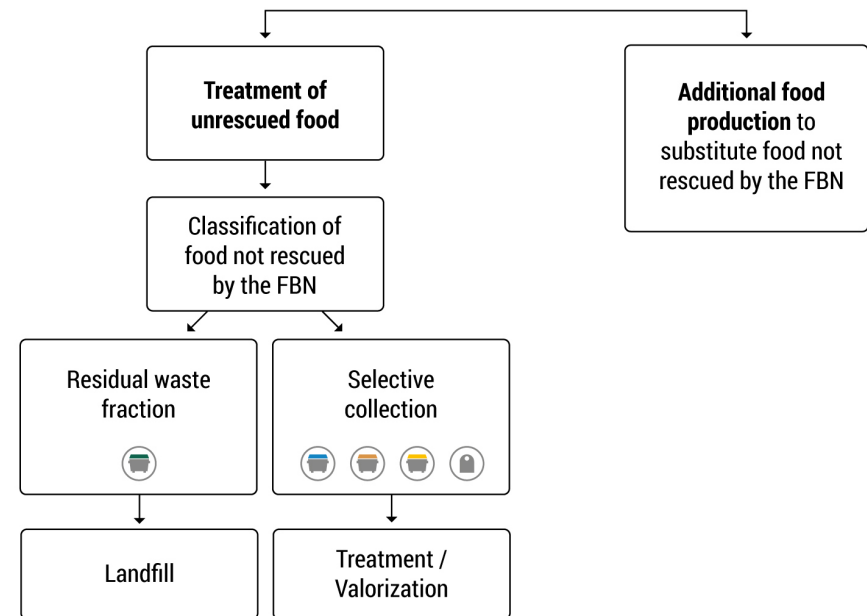 Treatment of
unrescued food
Additional food
production to
substitute food not
rescued by the FBN
Classification of
food not rescued
by the FBN
Residual waste
fraction
Selective
collection
Landfill
Treatment /
Valorization